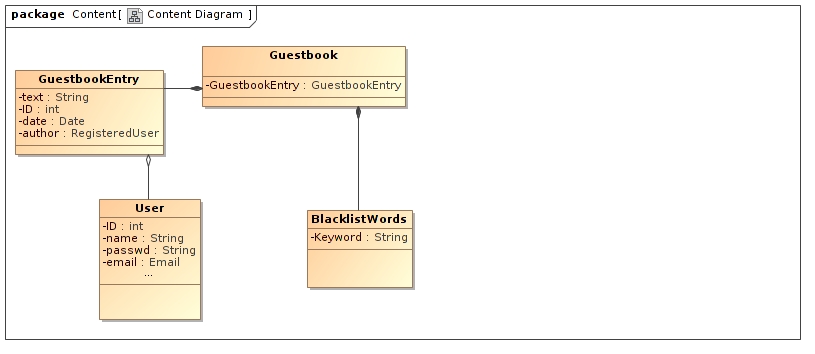 package Content[ Content Diagram ]
Guestbook
-GuestbookEntry : GuestbookEntry
GuestbookEntry
-text : String
-ID : int
-date : Date
-author : RegisteredUser
User
-ID : int
-name : String
-passwd : String
-email : Email
...
BlacklistWords
-Keyword : String